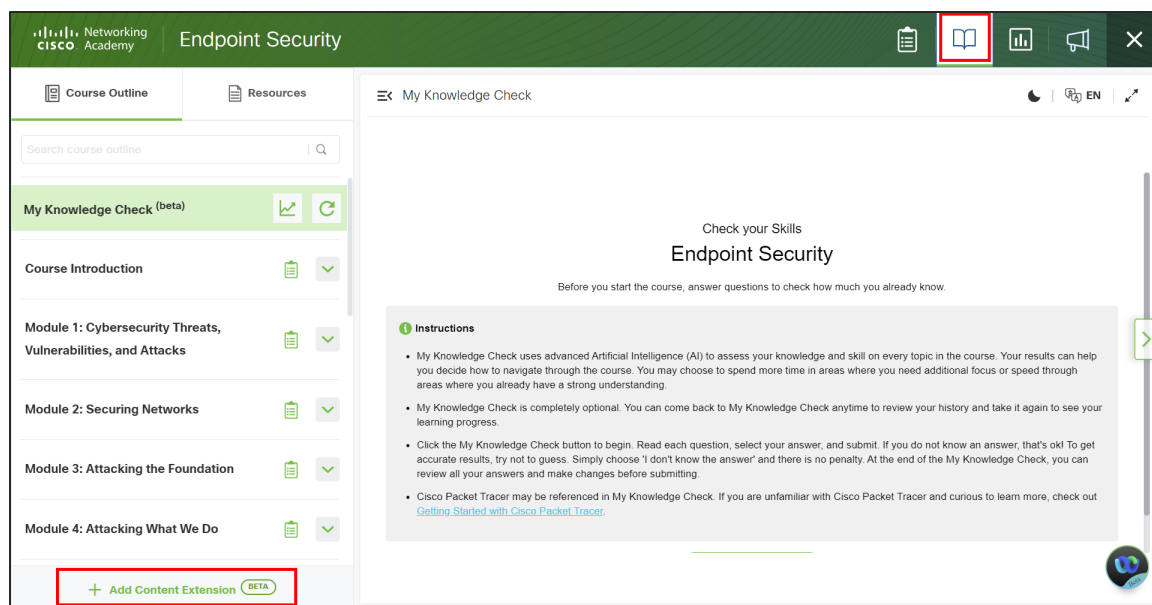 Networking
CISCO Academy
Endpoint Security
Course Outline
Resources
Search course outline
My Knowledge Check (beta)
Course Introduction
Module 1: Cybersecurity Threats,
Vulnerabilities, and Attacks
Module 2: Securing Networks
Module 3: Attacking the Foundation
Module 4: Attacking What We Do
+ Add Content Extension BETA
My Knowledge Check
EN
Check your Skills
Endpoint Security
Before you start the course, answer questions to check how much you already know.
Instructions
• My Knowledge Check uses advanced Artificial Intelligence (AI) to assess your knowledge and skill on every topic in the course. Your results can help
you decide how to navigate through the course. You may choose to spend more time in areas where you need additional focus or speed through
areas where you already have a strong understanding.
• My Knowledge Check is completely optional. You can come back to My Knowledge Check anytime to review your history and take it again to see your
learning progress.
• Click the My Knowledge Check button to begin. Read each question, select your answer, and submit. If you do not know an answer, that's ok! To get
accurate results, try not to guess. Simply choose 'I don't know the answer' and there is no penalty. At the end of the My Knowledge Check, you can
review all your answers and make changes before submitting.
• Cisco Packet Tracer may be referenced in My Knowledge Check. If you are unfamiliar with Cisco Packet Tracer and curious to learn more, check out
Getting Started with Cisco Packet Tracer.
Beta